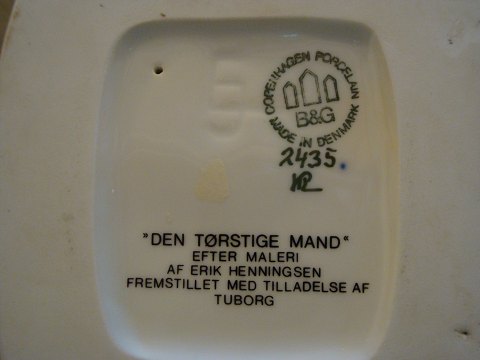 COPENHAGEN PORCELAIN
B&G
MADE IN DENMARK
2435.
"DEN TØRSTIGE MAND"
EFTER MALERI
AF ERIK HENNINGSEN
FREMSTILLET MED TILLADELSE AF
TUBORG